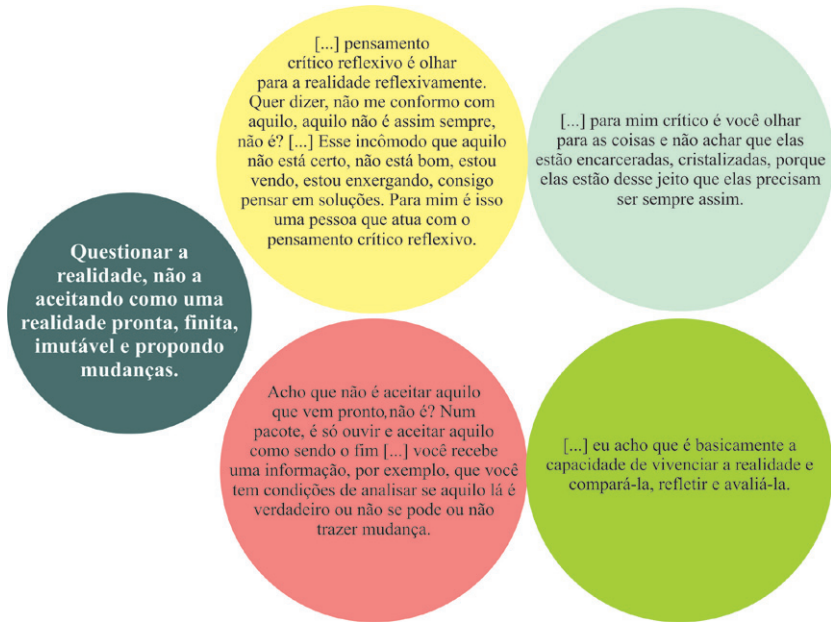 Questionar a
realidade, não a
aceitando como uma
realidade pronta, finita,
imutável e propondo
mudanças.
[...] pensamento
crítico reflexivo é olhar
para a realidade reflexivamente.
Quer dizer, não me conformo com
aquilo, aquilo não é assim sempre,
não é? [...] Esse incômodo que aquilo
não está certo, não está bom, estou
vendo, estou enxergando, consigo
pensar em soluções. Para mim é isso
uma pessoa que atua com o
pensamento crítico reflexivo.
[...] para mim crítico é você olhar
para as coisas e não achar que elas
estão encarceradas, cristalizadas, porque
elas estão desse jeito que elas precisam
ser sempre assim.
Acho que não é aceitar aquilo
que vem pronto,não é? Num
pacote, é só ouvir e aceitar aquilo
como sendo o fim [...] você recebe
uma informação, por exemplo, que você
tem condições de analisar se aquilo lá é
verdadeiro ou não se pode ou não
trazer mudança.
[...] eu acho que é basicamente a
capacidade de vivenciar a realidade e
compará-la, refletir e avaliá-la.